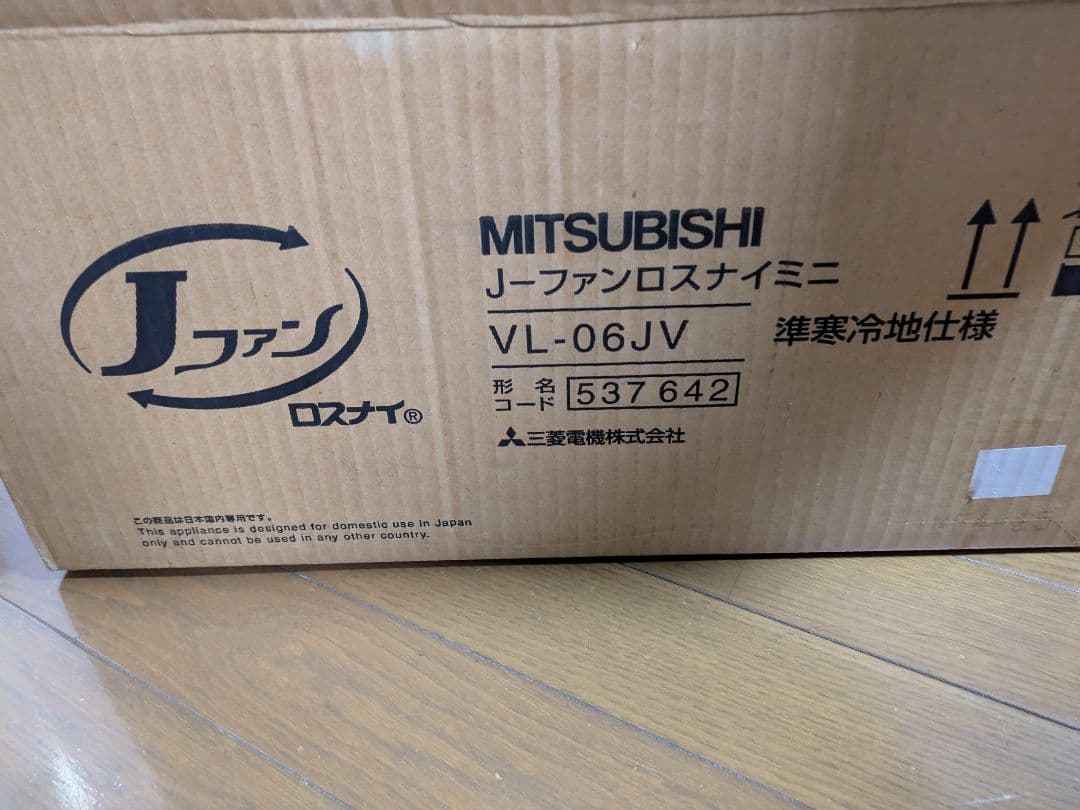 Jファン
ロスナイ®
MITSUBISHI
J-ファンロスナイミニ
VL-06JV
準寒冷地仕様
形名
コード
537 642
三菱電機株式会社
この商品は日本国内専用です。
This appliance is designed for domestic use in Japan
only and cannot be used in any other country.